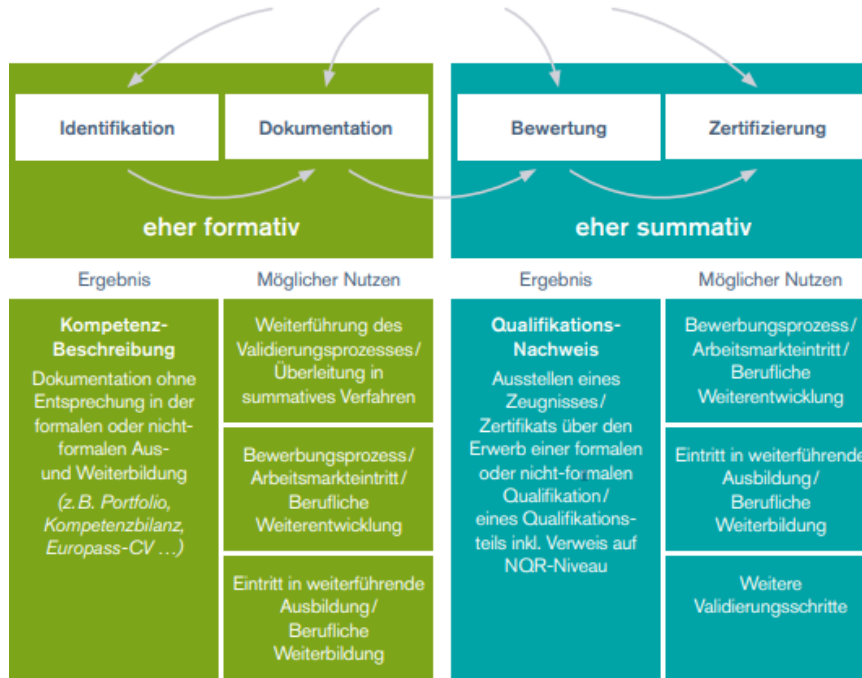 Identifikation
Dokumentation
Bewertung
Zertifizierung
eher formativ
eher summativ
Ergebnis
Möglicher Nutzen
Ergebnis
Möglicher Nutzen
Kompetenz-
Beschreibung
Dokumentation ohne
Entsprechung in der
formalen oder nicht-
formalen Aus-
und Weiterbildung
(z. B. Portfolio,
Kompetenzbilanz,
Europass-CV …)
Weiterführung des
Validierungsprozesses/
Überleitung in
summatives Verfahren
Bewerbungsprozess/
Arbeitsmarkteintritt/
Berufliche
Weiterentwicklung
Eintritt in weiterführende
Ausbildung/
Berufliche
Weiterbildung
Qualifikations-
Nachweis
Ausstellen eines
Zeugnisses/
Zertifikats über den
Erwerb einer formalen
oder nicht-formalen
Qualifikation/
eines Qualifikations-
teils inkl. Verweis auf
NQR-Niveau
Bewerbungsprozess/
Arbeitsmarkteintritt/
Berufliche
Weiterentwicklung
Eintritt in weiterführende
Ausbildung/
Berufliche
Weiterbildung
Weitere
Validierungsschritte